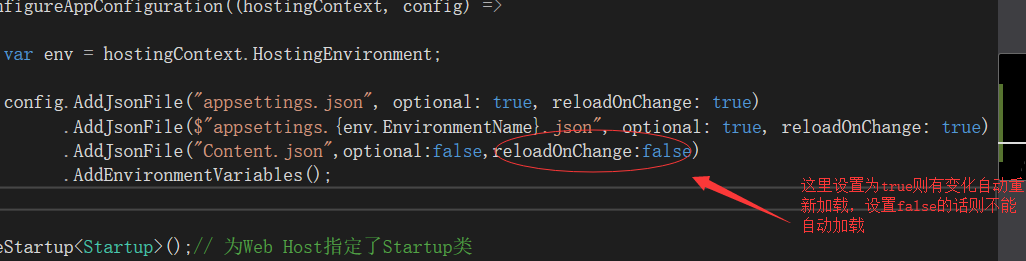 nfigureAppConfiguration((hostingContext, config) =>
var env = hostingContext.HostingEnvironment;
config.AddJsonFile("appsettings.json", optional: true, reloadOnChange: true)
.AddJsonFile($"appsettings.{env.EnvironmentName}.json", optional: true, reloadOnChange: true)
.AddJsonFile("Content.json",optional:false,reloadOnChange:false)
.AddEnvironmentVariables();
这里设置为true则有变化自动重
新加载，设置false的话则不能
自动加载
eStartup<Startup>();// 为Web Host指定了Startup类